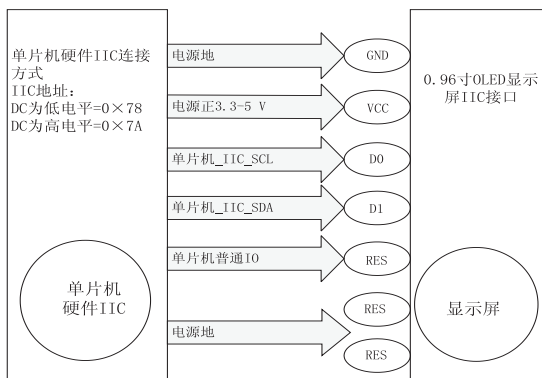 单片机硬件IIC连接
方式
IIC地址：
DC为低电平=0×78
DC为高电平=0×7A
单片机
硬件IIC
电源地
电源正3.3-5 V
单片机_IIC_SCL
单片机_IIC_SDA
单片机普通IO
电源地
GND
VCC
D0
D1
RES
RES
RES
0.96寸OLED显示
屏IIC接口
显示屏